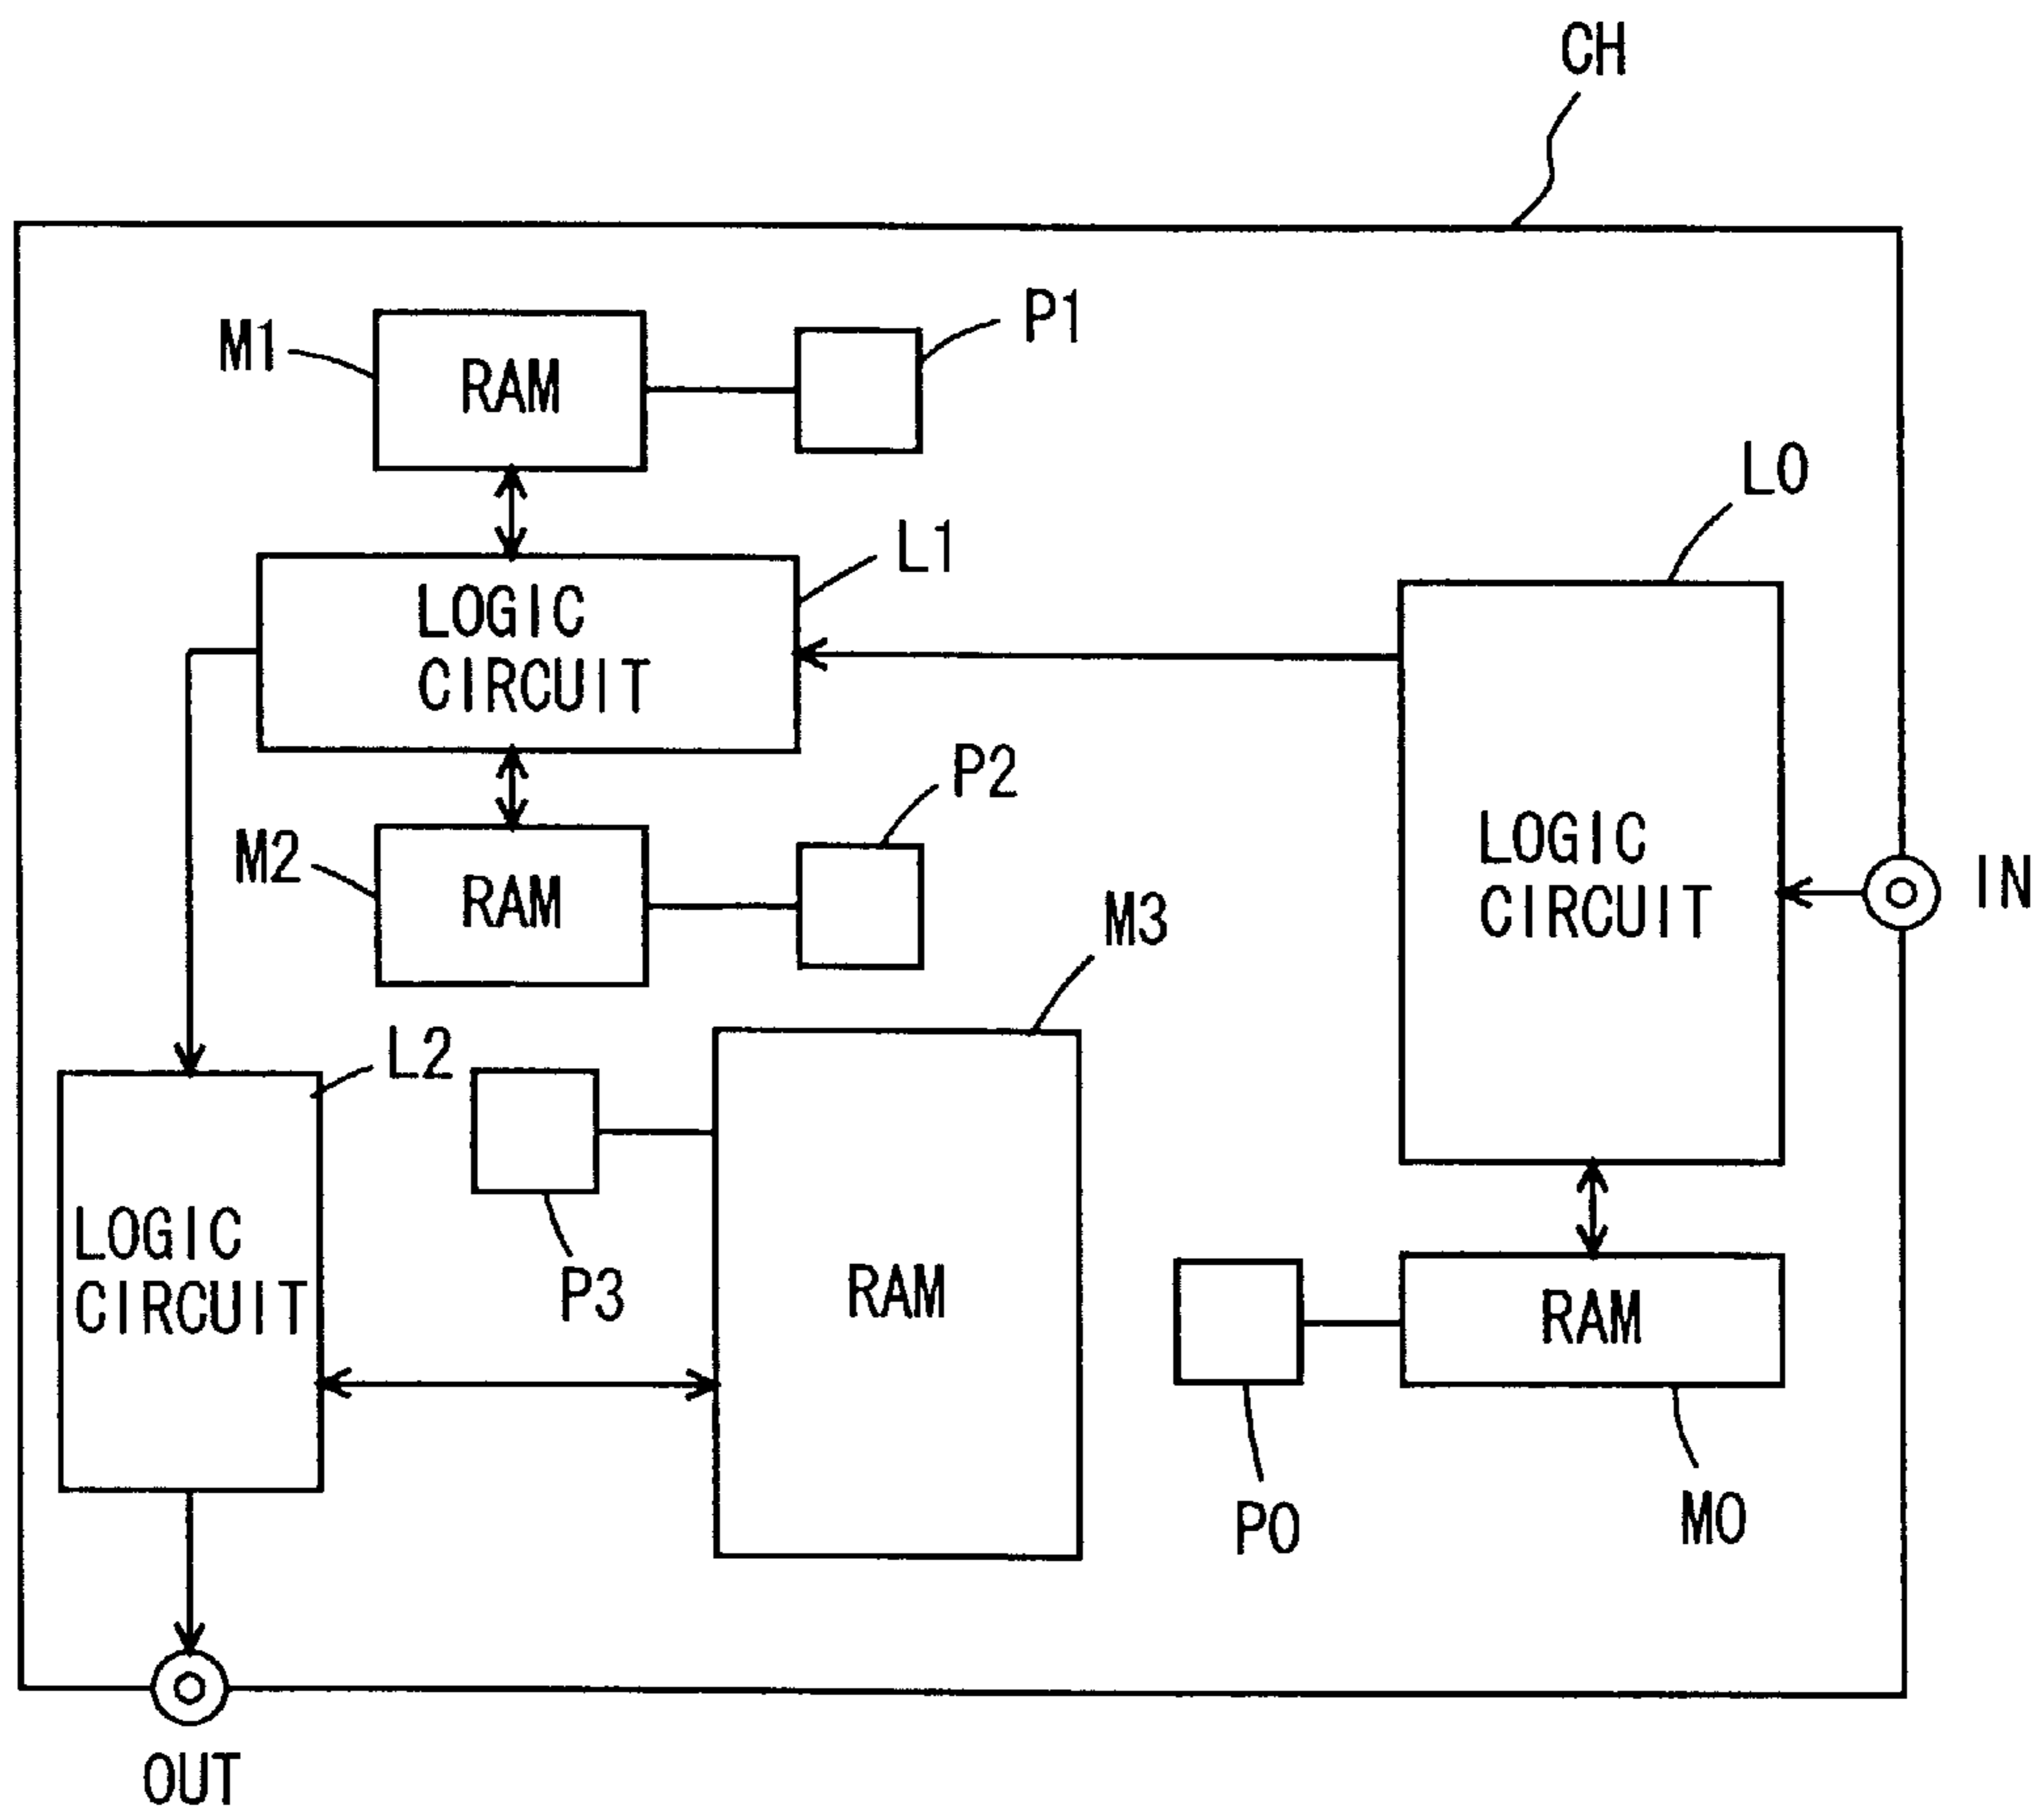 CH
M1
RAM
P1
L0
L1
LOGIC
CIRCUIT
P2
M2
RAM
M3
LOGIC
CIRCUIT
IN
L2
LOGIC
CIRCUIT
P3
RAM
RAM
P0
M0
OUT